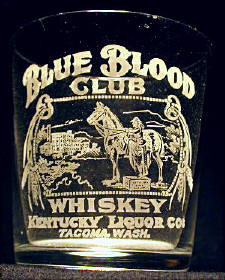 BLUE BLOOD
CLUB
WHISKEY
KENTUCKY LIQUOR CO.
TACOMA, WASH.